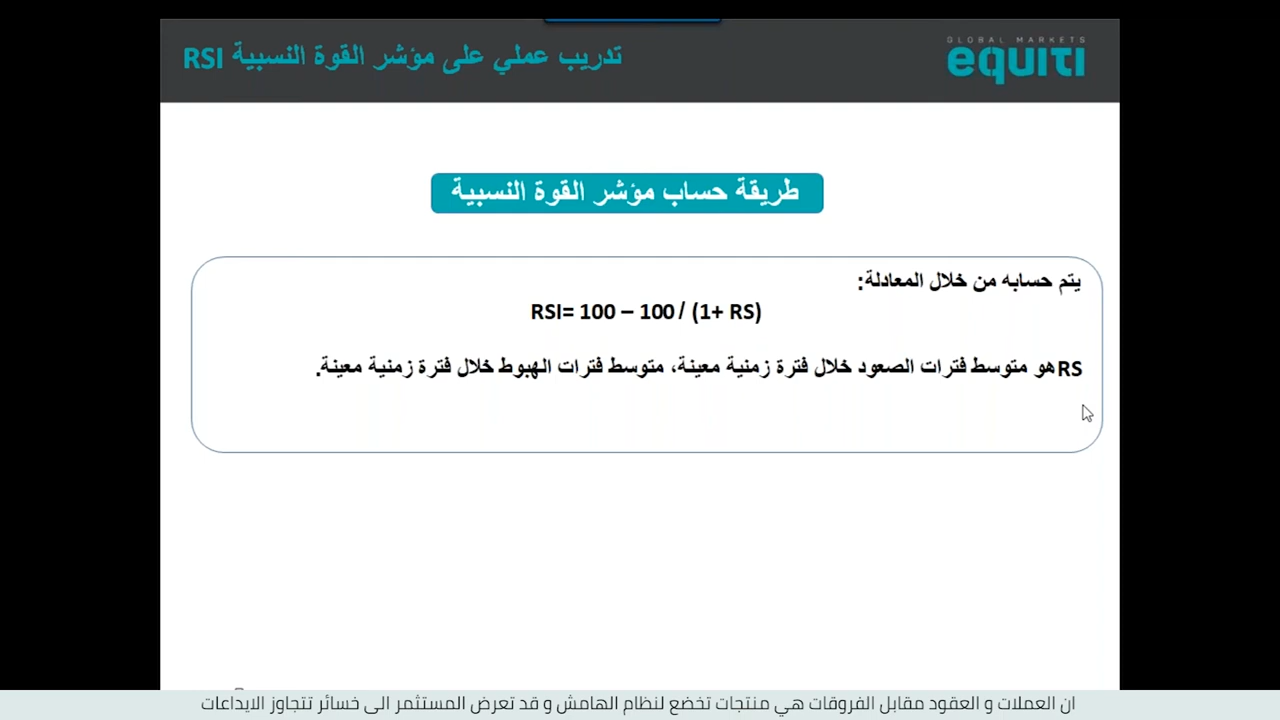 تدريب عملي على مؤشر القوة النسبية RSI
GLOBAL MARKETS
equiti
طريقة حساب مؤشر القوة النسبية
يتم حسابه من خلال المعادلة:
RSI= 100 – 100 / (1+ RS)
RS هو متوسط فترات الصعود خلال فترة زمنية معينة، متوسط فترات الهبوط خلال فترة زمنية معينة.
ان العملات و العقود مقابل الفروقات هي منتجات تخضع لنظام الهامش و قد تعرض المستثمر الى خسائر تتجاوز الايداعات